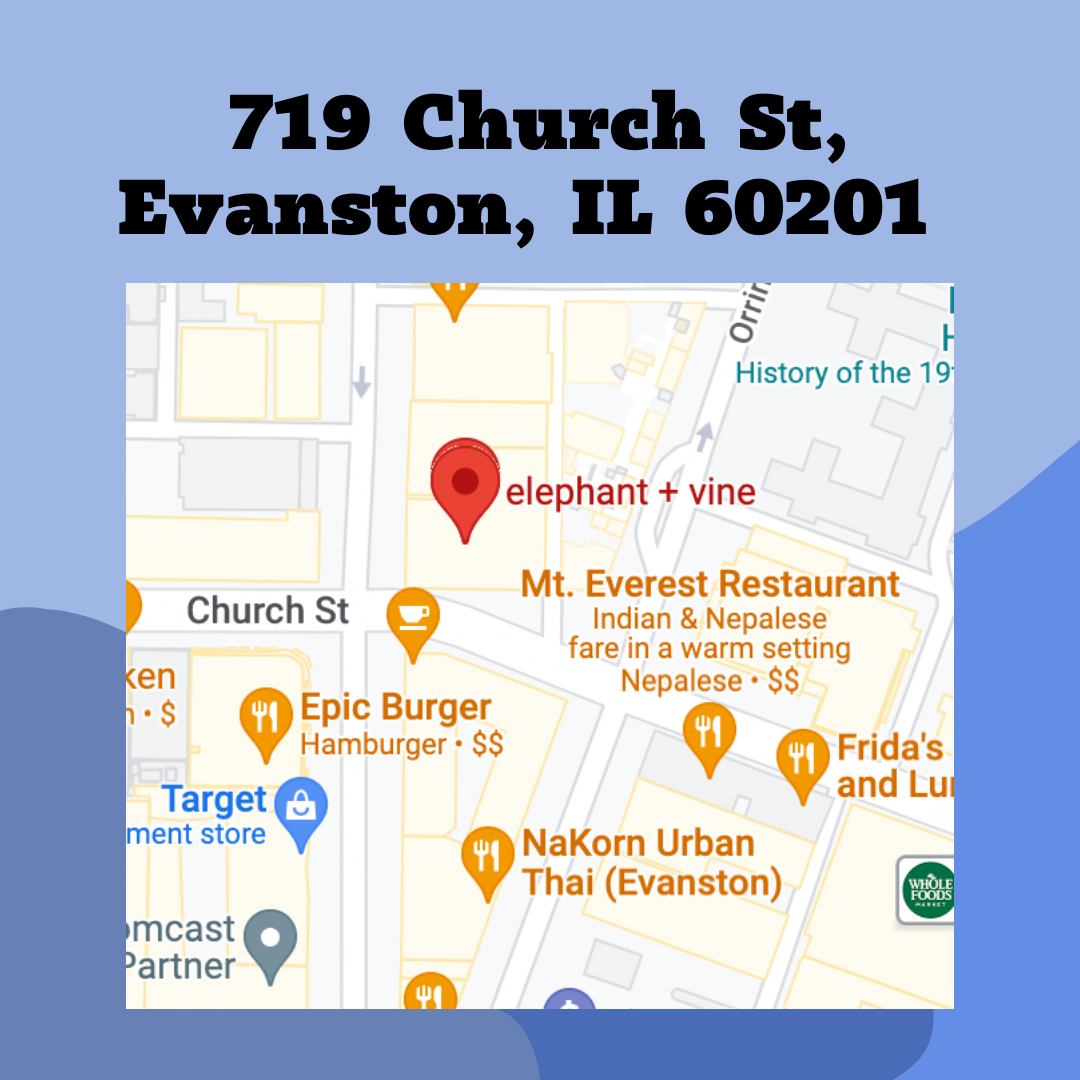 719 Church St,
Evanston, IL 60201
Orrin
History of the 19
elephant + vine
Mt. Everest Restaurant
Indian & Nepalese
fare in a warm setting
Nepalese • $$
Church St
ken
n • $
Epic Burger
Hamburger • $$
Frida's
and Lu
Target
ment store
NaKorn Urban
Thai (Evanston)
WHOLE
FOODS
MARKET
omcast
Partner